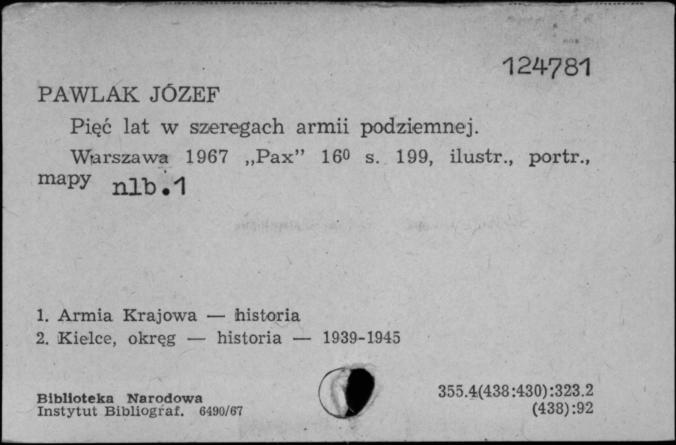 124781
PAWLAK JÓZEF
Pięć lat w szeregach armii podziemnej.
Warszawa 1967 „Pax” 16⁰ s. 199, ilustr., portr.,
mapy nlb.1
1. Armia Krajowa — historia
2. Kielce, okręg — historia — 1939-1945
355.4(438:430):323.2
Biblioteka Narodowa
(438):92
Instytut Bibliograf. 6490/67